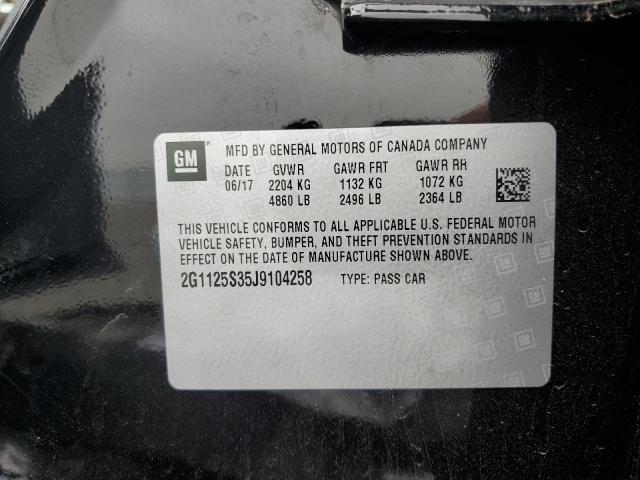 GM ®
MFD BY GENERAL MOTORS OF CANADA COMPANY
DATE GVWR GAWR FRT GAWR RR
06/17 2204 KG 1132 KG 1072 KG
4860 LB 2496 LB 2364 LB
THIS VEHICLE CONFORMS TO ALL APPLICABLE U.S. FEDERAL MOTOR
VEHICLE SAFETY, BUMPER, AND THEFT PREVENTION STANDARDS IN
EFFECT ON THE DATE OF MANUFACTURE SHOWN ABOVE.
2G1125S35J9104258 TYPE: PASS CAR